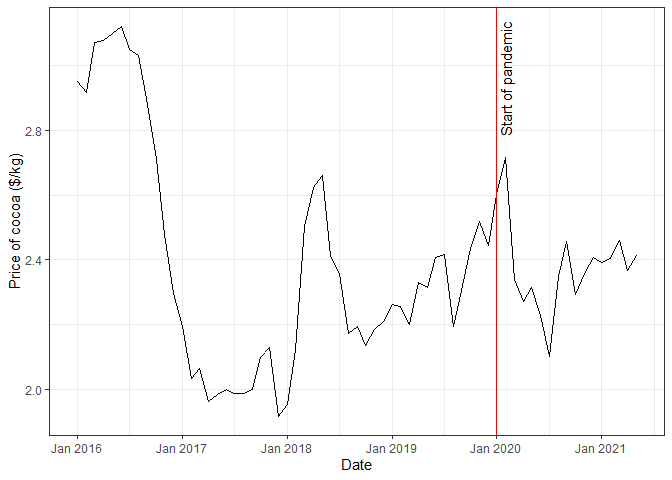 Start of pandemic
Price of cocoa ($/kg)
2.8
2.4
2.0
Jan 2016 Jan 2017 Jan 2018 Jan 2019 Jan 2020 Jan 2021
Date